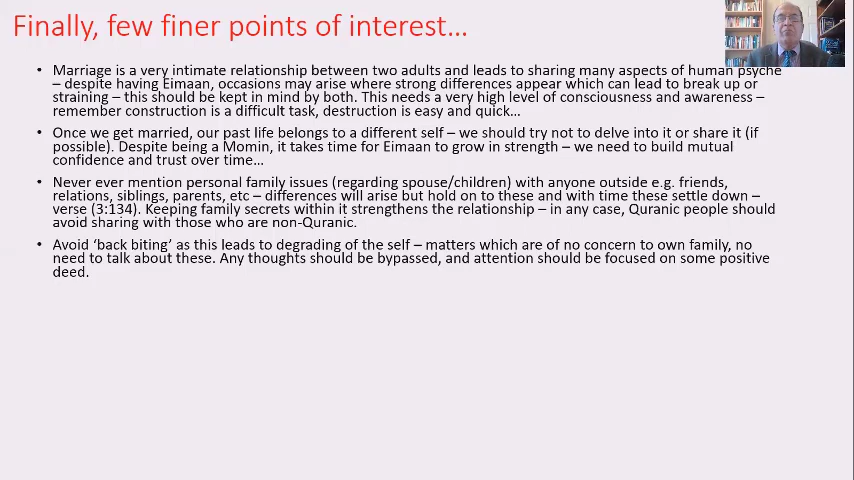 Finally, few finer points of interest…
• Marriage is a very intimate relationship between two adults and leads to sharing many aspects of human psyche
– despite having Eimaan, occasions may arise where strong differences appear which can lead to break up or
straining – this should be kept in mind by both. This needs a very high level of consciousness and awareness –
remember construction is a difficult task, destruction is easy and quick…
• Once we get married, our past life belongs to a different self – we should try not to delve into it or share it (if
possible). Despite being a Momin, it takes time for Eimaan to grow in strength – we need to build mutual
confidence and trust over time…
• Never ever mention personal family issues (regarding spouse/children) with anyone outside e.g. friends,
relations, siblings, parents, etc – differences will arise but hold on to these and with time these settle down –
verse (3:134). Keeping family secrets within it strengthens the relationship – in any case, Quranic people should
avoid sharing with those who are non-Quranic.
• Avoid ‘back biting’ as this leads to degrading of the self – matters which are of no concern to own family, no
need to talk about these. Any thoughts should be bypassed, and attention should be focused on some positive
deed.